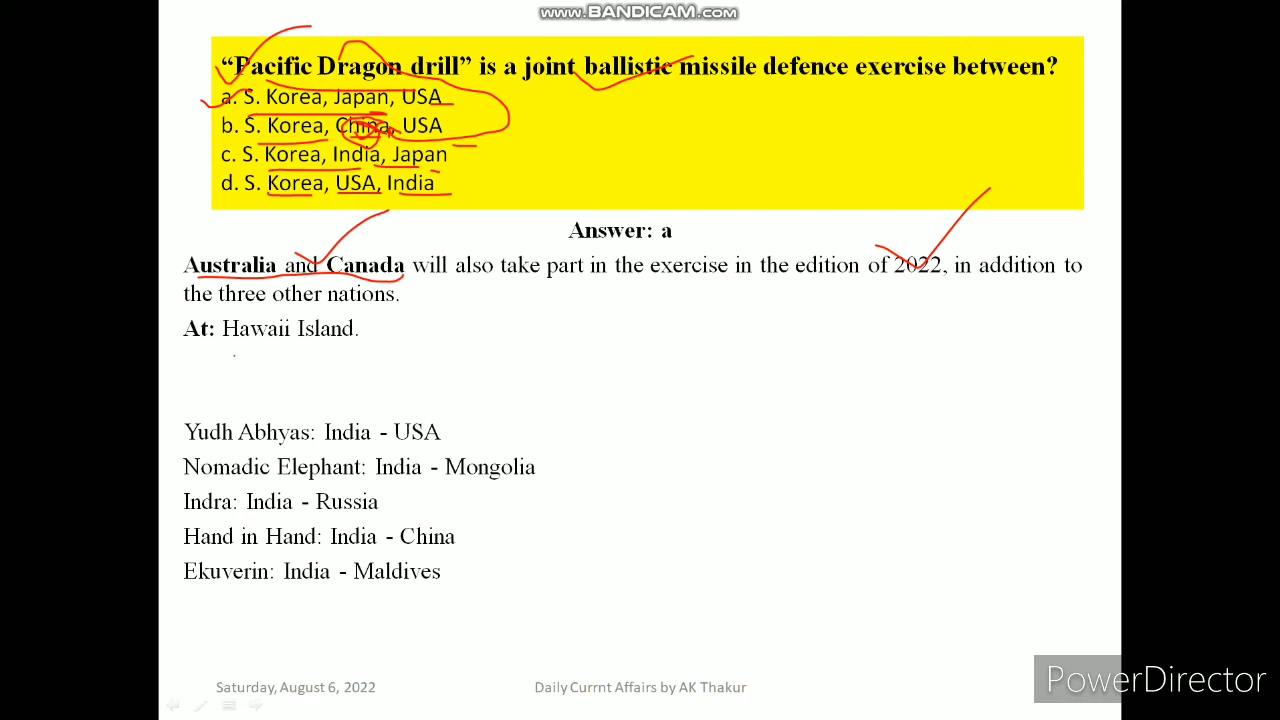 www.BANDICAM.com
“Pacific Dragon drill” is a joint ballistic missile defence exercise between?
a. S. Korea, Japan, USA
b. S. Korea, China, USA
c. S. Korea, India, Japan
d. S. Korea, USA, India
Answer: a
Australia and Canada will also take part in the exercise in the edition of 2022, in addition to
the three other nations.
At: Hawaii Island.
Yudh Abhyas: India - USA
Nomadic Elephant: India - Mongolia
Indra: India - Russia
Hand in Hand: India - China
Ekuverin: India - Maldives
Saturday, August 6, 2022
Daily Currnt Affairs by AK Thakur
PowerDirector